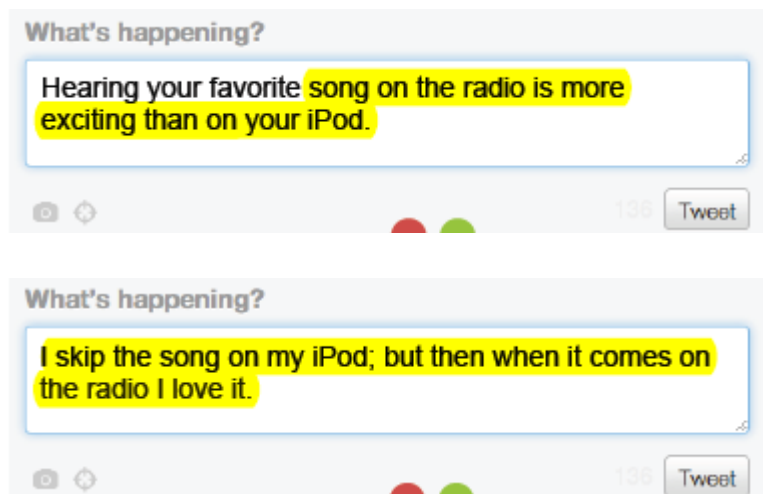 What's happening?
Hearing your favorite song on the radio is more
exciting than on your iPod.
136 Tweet
What's happening?
I skip the song on my iPod; but then when it comes on
the radio I love it.
136 Tweet